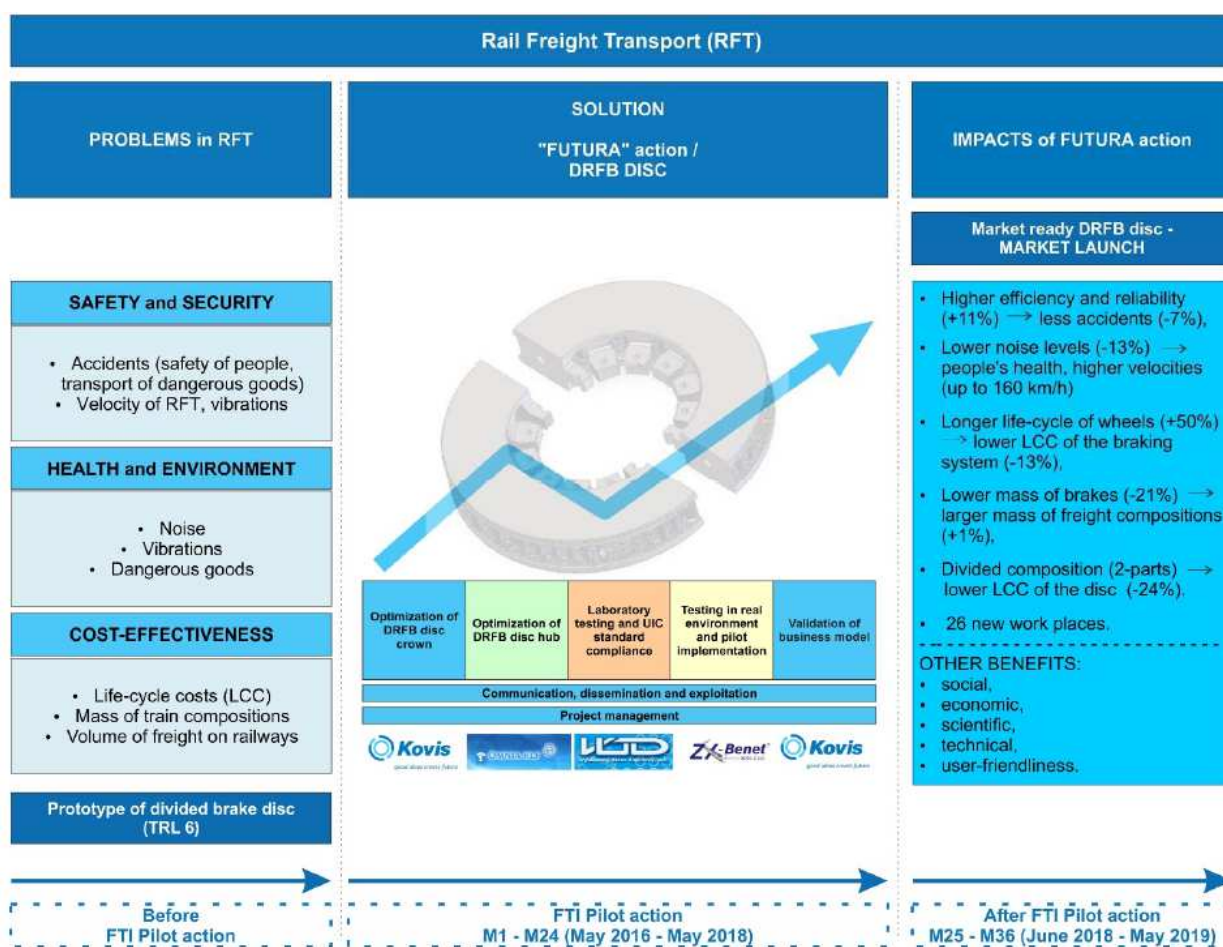 Rail Freight Transport (RFT)
PROBLEMS in RFT
SAFETY and SECURITY
• Accidents (safety of people,
transport of dangerous goods)
• Velocity of RFT, vibrations
HEALTH and ENVIRONMENT
• Noise
• Vibrations
• Dangerous goods
COST-EFFECTIVENESS
• Life-cycle costs (LCC)
• Mass of train compositions
• Volume of freight on railways
Prototype of divided brake disc
(TRL 6)
Before
FTI Pilot action
SOLUTION
"FUTURA" action /
DRFB DISC
Optimization of
DRFB disc
crown
Optimization of
DRFB disc hub
Laboratory
testing and UIC
standard
compliance
Testing in real
environment
and pilot
implementation
Validation of
business model
Communication, dissemination and exploitation
Project management
Kovis
good ideas create future
ZX-Benet
Kovis
good ideas create future
FTI Pilot action
M1 - M24 (May 2016 - May 2018)
IMPACTS of FUTURA action
Market ready DRFB disc -
MARKET LAUNCH
• Higher efficiency and reliability
(+11%) → less accidents (-7%),
• Lower noise levels (-13%) →
people's health, higher velocities
(up to 160 km/h)
• Longer life-cycle of wheels (+50%)
→ lower LCC of the braking
system (-13%),
• Lower mass of brakes (-21%) →
larger mass of freight compositions
(+1%),
• Divided composition (2-parts) →
lower LCC of the disc (-24%),
• 26 new work places.
OTHER BENEFITS:
• social,
• economic,
• scientific,
• technical,
• user-friendliness.
After FTI Pilot action
M25 - M36 (June 2018 - May 2019)